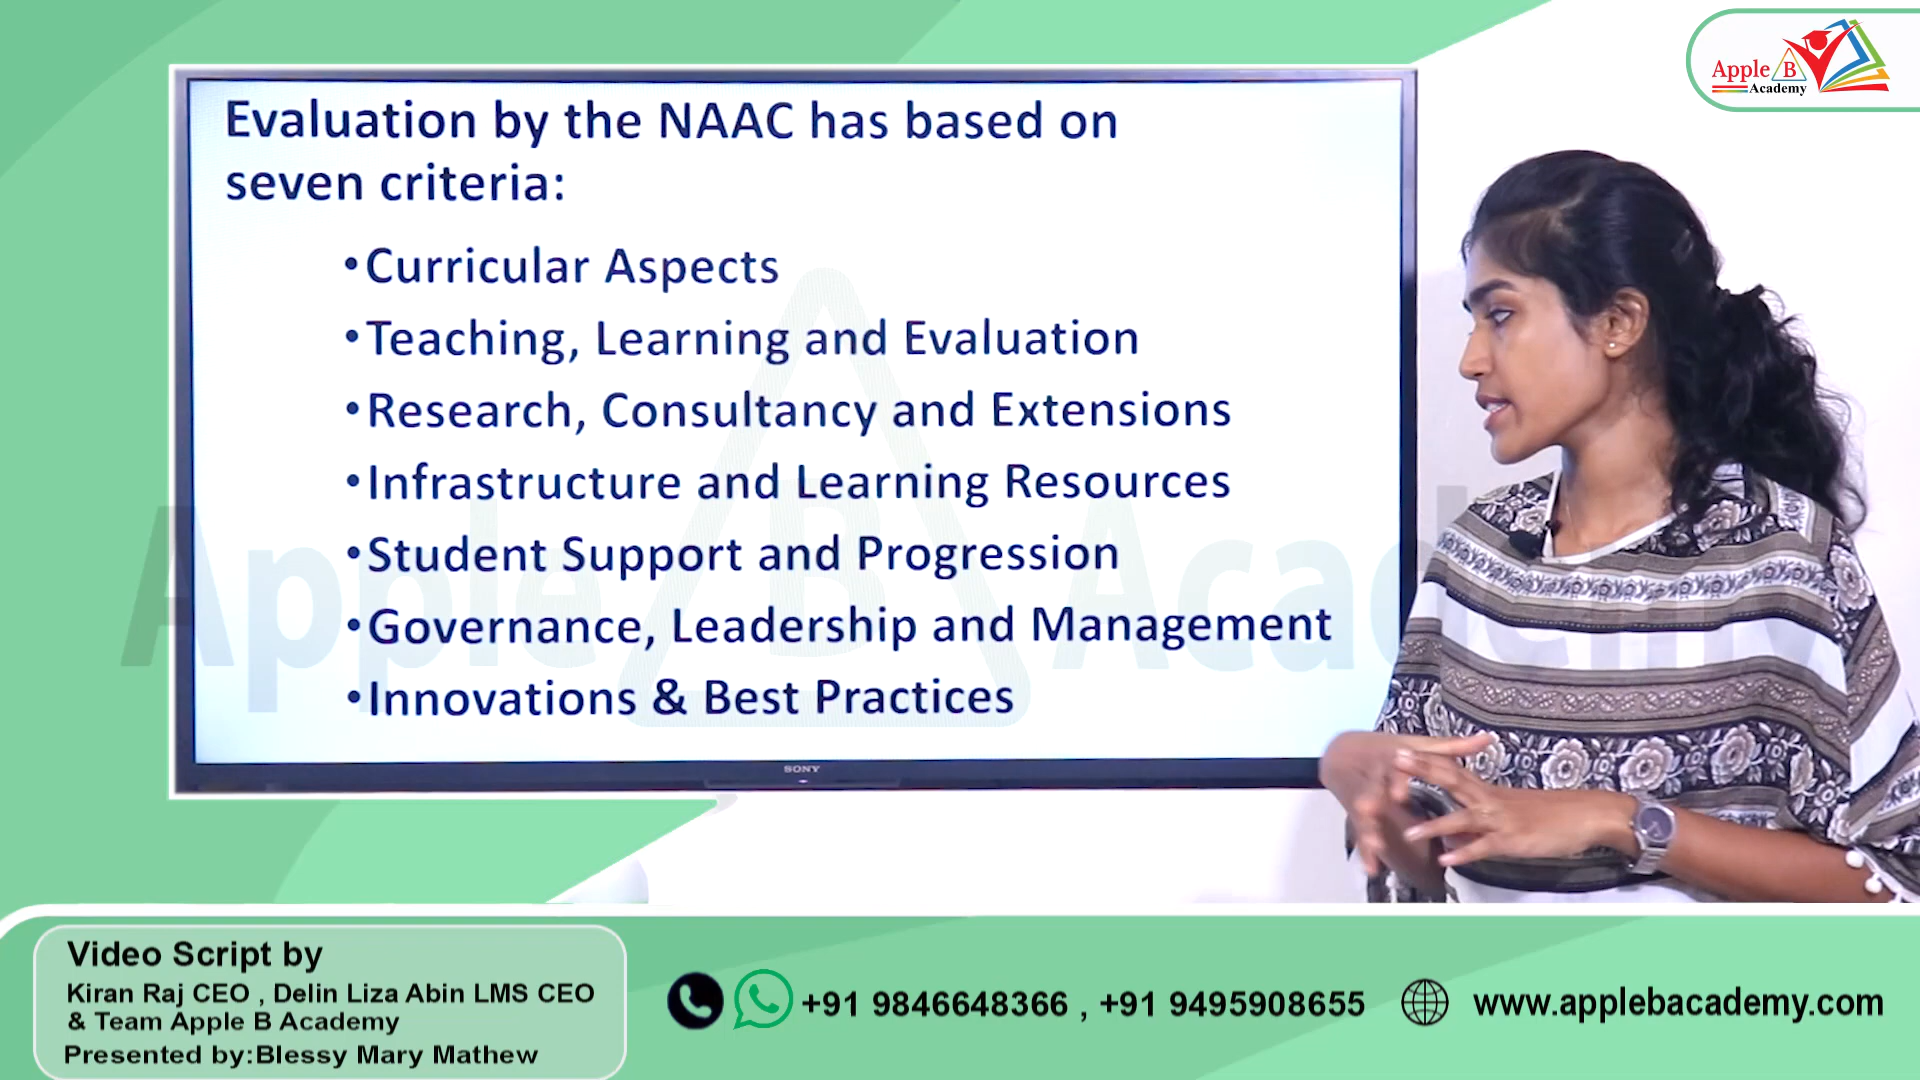 Apple B
Academy
Evaluation by the NAAC has based on
seven criteria:
•Curricular Aspects
•Teaching, Learning and Evaluation
•Research, Consultancy and Extensions
•Infrastructure and Learning Resources
•Student Support and Progression
•Governance, Leadership and Management
•Innovations & Best Practices
Apple B Academy
SONY
Video Script by
Kiran Raj CEO , Delin Liza Abin LMS CEO
& Team Apple B Academy
Presented by:Blessy Mary Mathew
+91 9846648366 , +91 9495908655
www.applebacademy.com